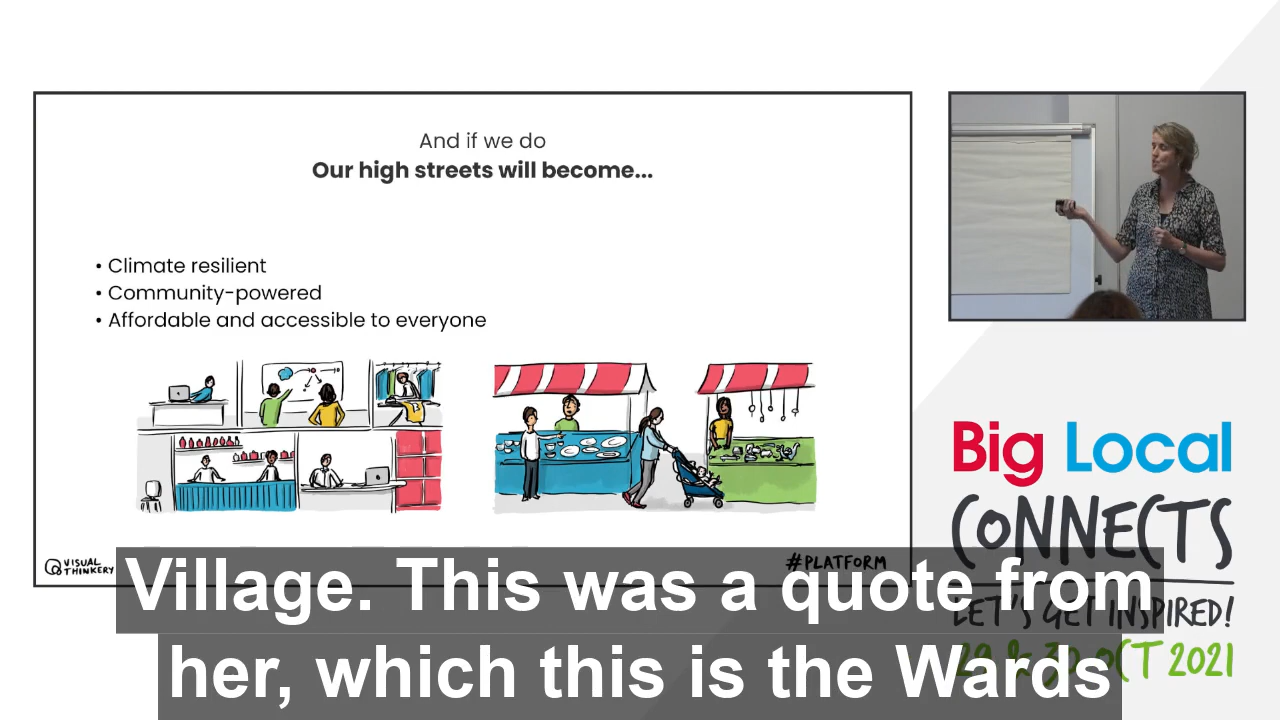 And if we do
Our high streets will become...
• Climate resilient
• Community-powered
• Affordable and accessible to everyone
VISUAL
THINKERY
#PLATFORM
Big Local
CONNECTS
LET'S GET INSPIRED!
29 & 30 OCT 2021
Village. This was a quote from
her, which this is the Wards